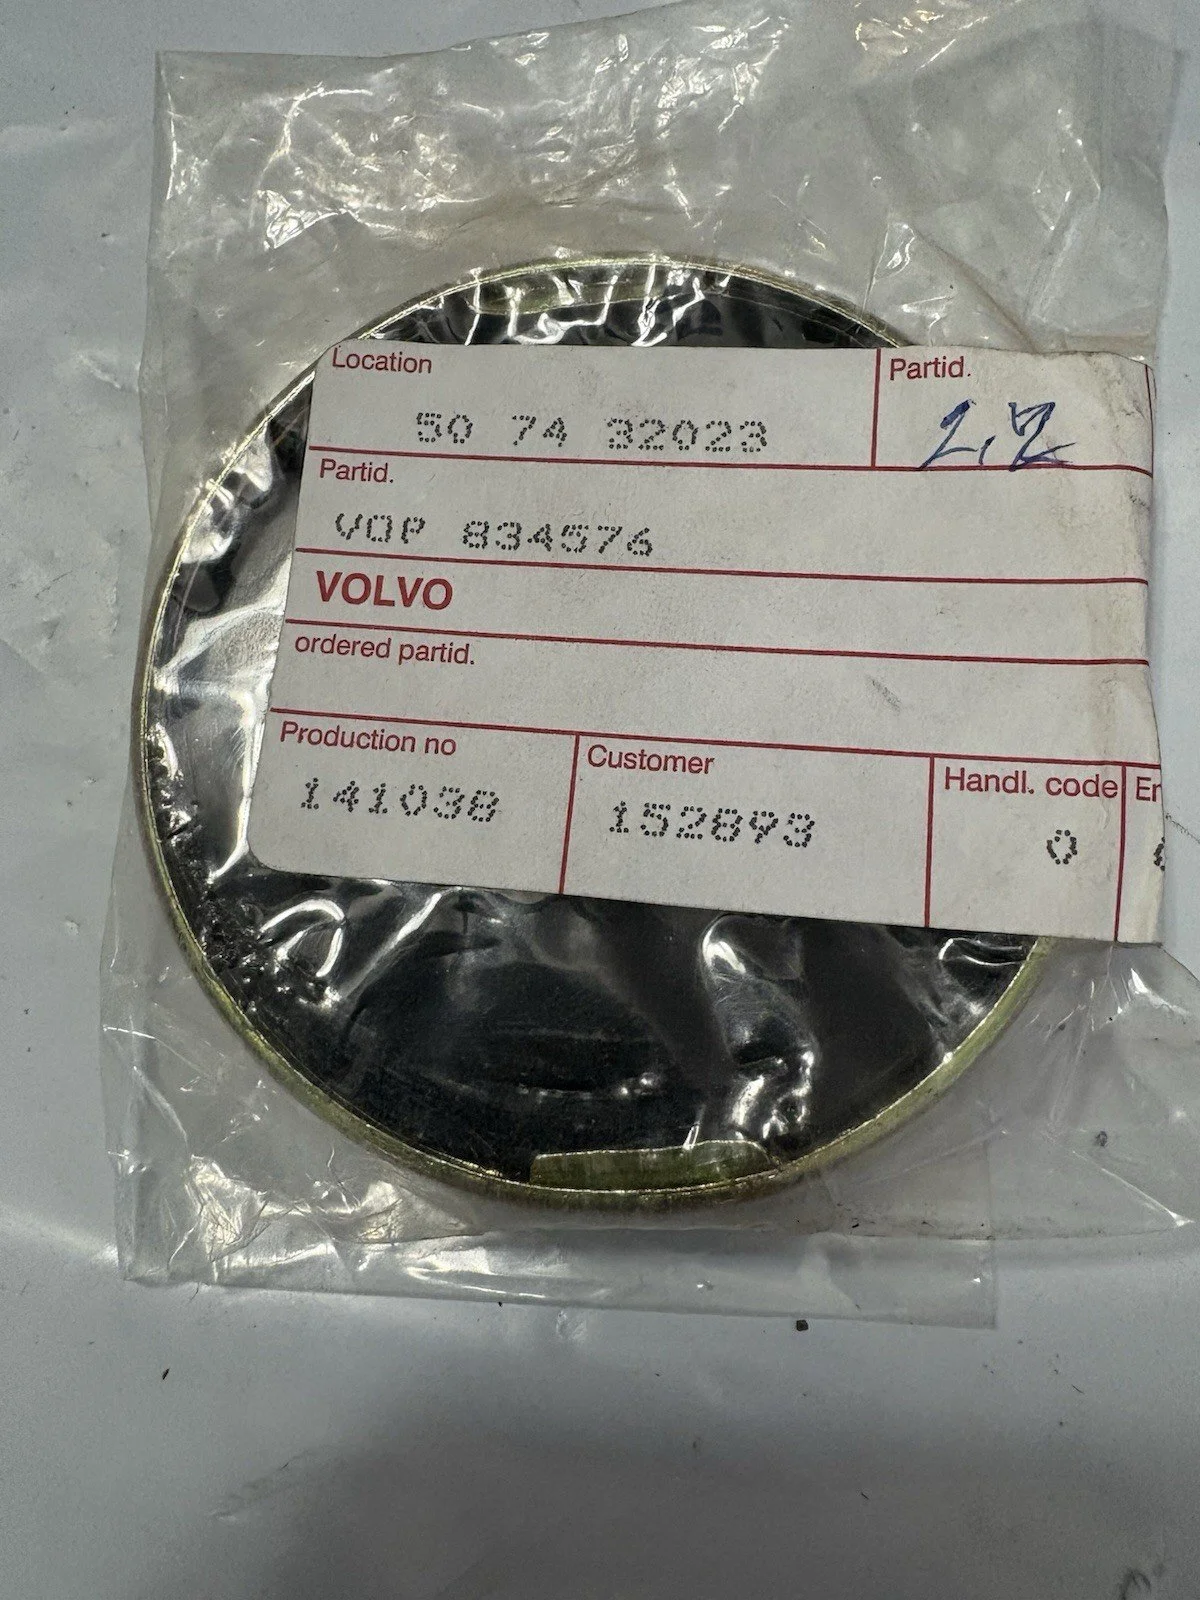 Location
Partid.
50 74 32023
Partid.
VOP 834576
VOLVO
ordered partid.
Production no
Customer
Handl. code
Er
141038
152893
0